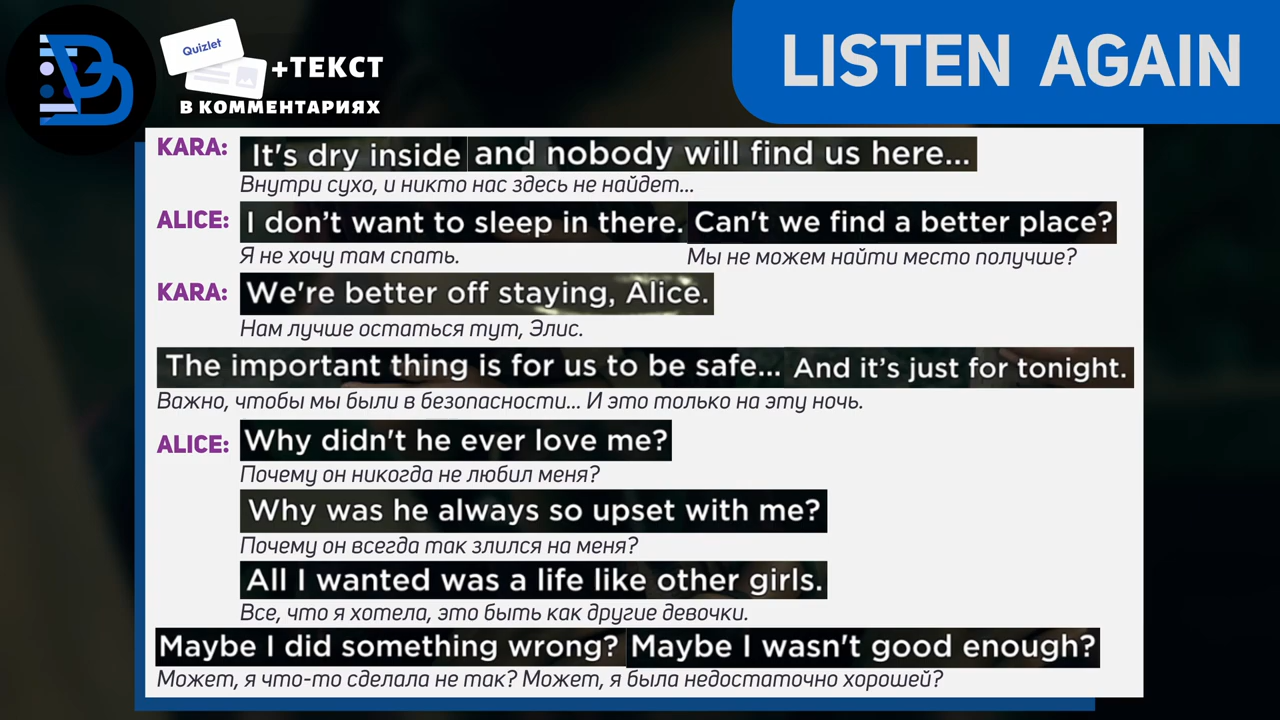 Quizlet
+ТЕКСТ
В КОММЕНТАРИЯХ
LISTEN AGAIN
KARA: It's dry inside and nobody will find us here...
Внутри сухо, и никто нас здесь не найдет...
ALICE: I don’t want to sleep in there. Can't we find a better place?
Я не хочу там спать. Мы не можем найти место получше?
KARA: We're better off staying, Alice.
Нам лучше остаться тут, Элис.
The important thing is for us to be safe... And it’s just for tonight.
Важно, чтобы мы были в безопасности... И это только на эту ночь.
ALICE: Why didn't he ever love me?
Почему он никогда не любил меня?
Why was he always so upset with me?
Почему он всегда так злился на меня?
All I wanted was a life like other girls.
Все, что я хотела, это быть как другие девочки.
Maybe I did something wrong? Maybe I wasn't good enough?
Может, я что-то сделала не так? Может, я была недостаточно хорошей?